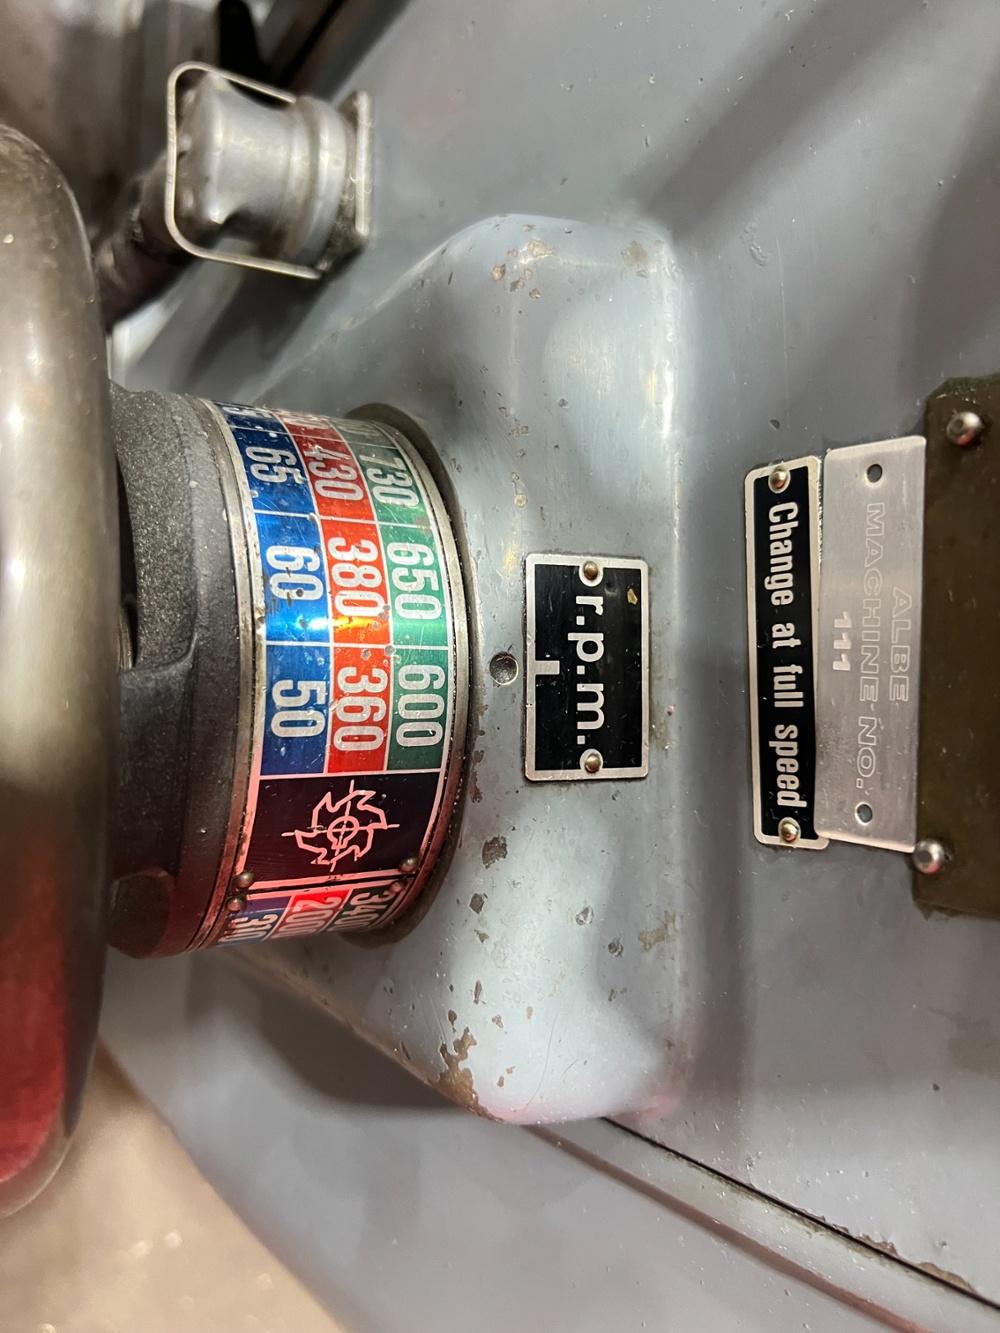 ALBE
MACHINE NO.
111
Change at full speed
r.p.m.
730 650 600
430 380 360
65 60 50